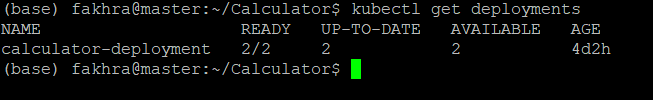 (base) fakhra@master:~/Calculator$ kubectl get deployments
NAME                    READY   UP-TO-DATE   AVAILABLE   AGE
calculator-deployment   2/2     2            2           4d2h
(base) fakhra@master:~/Calculator$